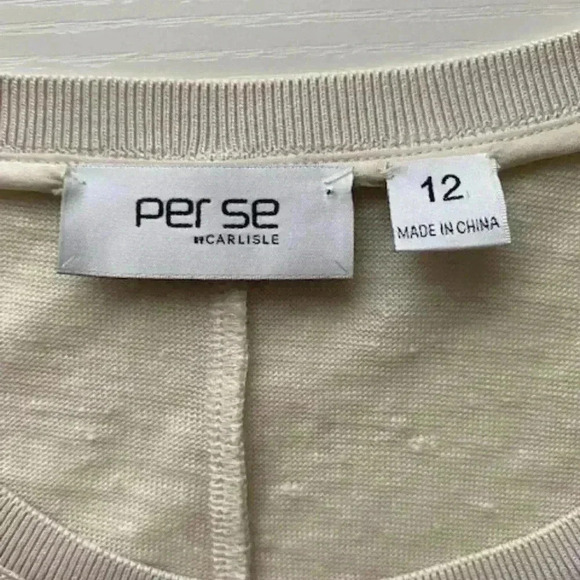 per se
BY CARLISLE
12
MADE IN CHINA